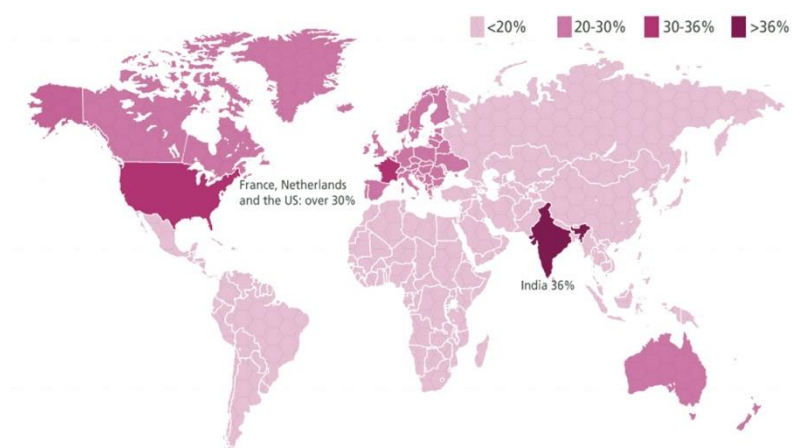 <20% 20-30% 30-36% >36%
France, Netherlands
and the US: over 30%
India 36%